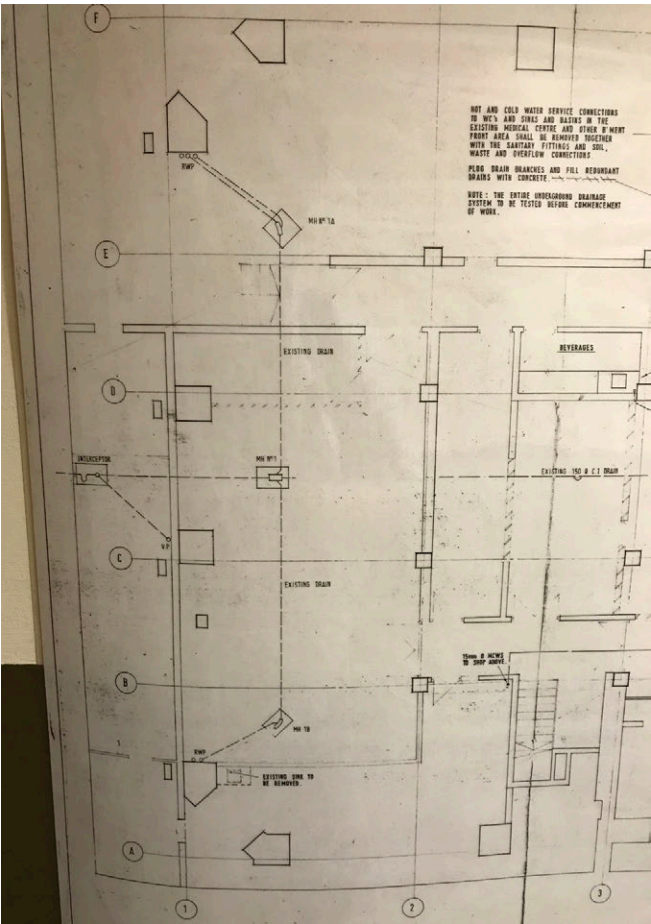 F
HOT AND COLD WATER SERVICE CONNECTIONS
TO WC's AND SINKS AND BASINS IN THE
EXISTING MEDICAL CENTRE AND OTHER B'MENT
FRONT AREA SHALL BE REMOVED TOGETHER
WITH THE SANITARY FITTINGS AND SOIL,
WASTE AND OVERFLOW CONNECTIONS
PLUG DRAIN BRANCHES AND FILL REDUNDANT
DRAINS WITH CONCRETE
NOTE : THE ENTIRE UNDERGROUND DRAINAGE
SYSTEM TO BE TESTED BEFORE COMMENCEMENT
OF WORK.
RWP
MH Nº 1A
E
EXISTING DRAIN
BEVERAGES
D
INTERCEPTOR
MH Nº 1
EXISTING 150 Ø C.I DRAIN
V.P
C
EXISTING DRAIN
15mm Ø MCWS
TO SHOP ABOVE.
B
MH 1B
1
RWP
EXISTING SINK TO
BE REMOVED.
A
1
2
3